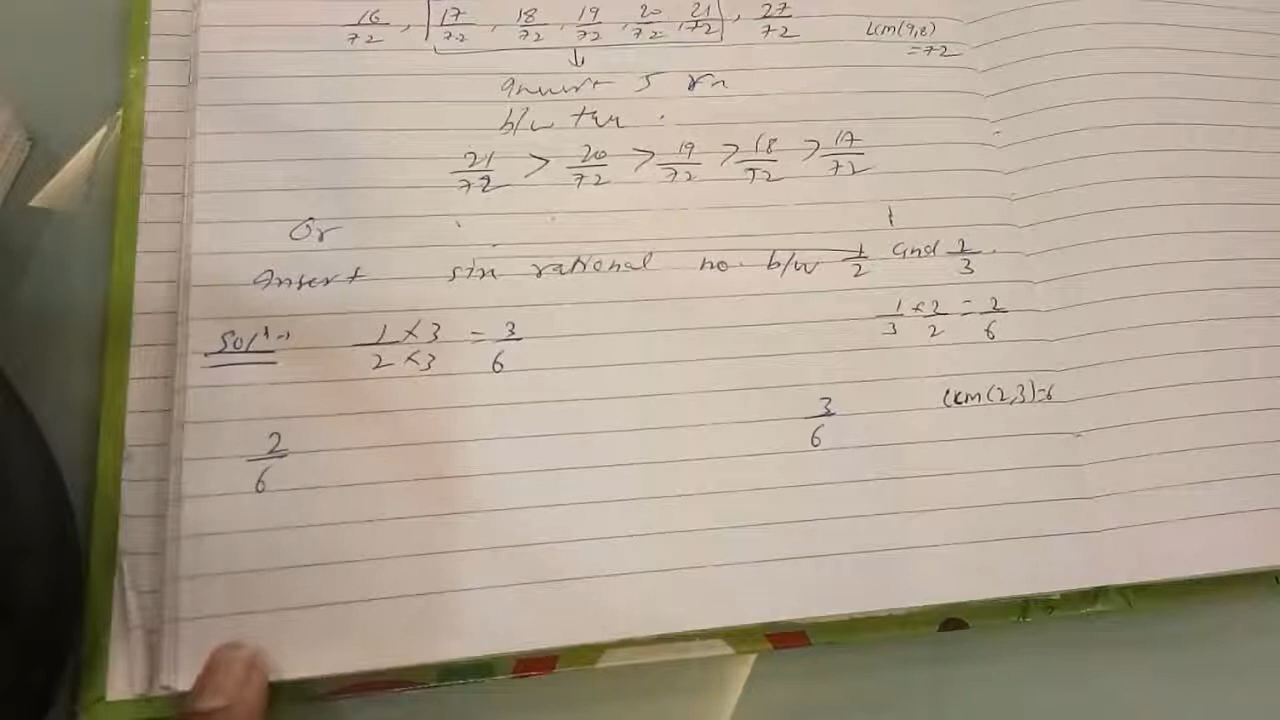 16/72, [17/72, 18/72, 19/72, 20/72, 21/72], 27/72 Lcm(9,8) = 72
↓
Insert 5 rn
b/w
21/72 > 20/72 > 19/72 > 18/72 > 17/72
Or
Insert six rational no. b/w 1/2 and 1/3.
Solⁿ:- 1×3/2×3 = 3/6 1/3×2/2 = 2/6
2/6 3/6 Lcm(2,3)=6